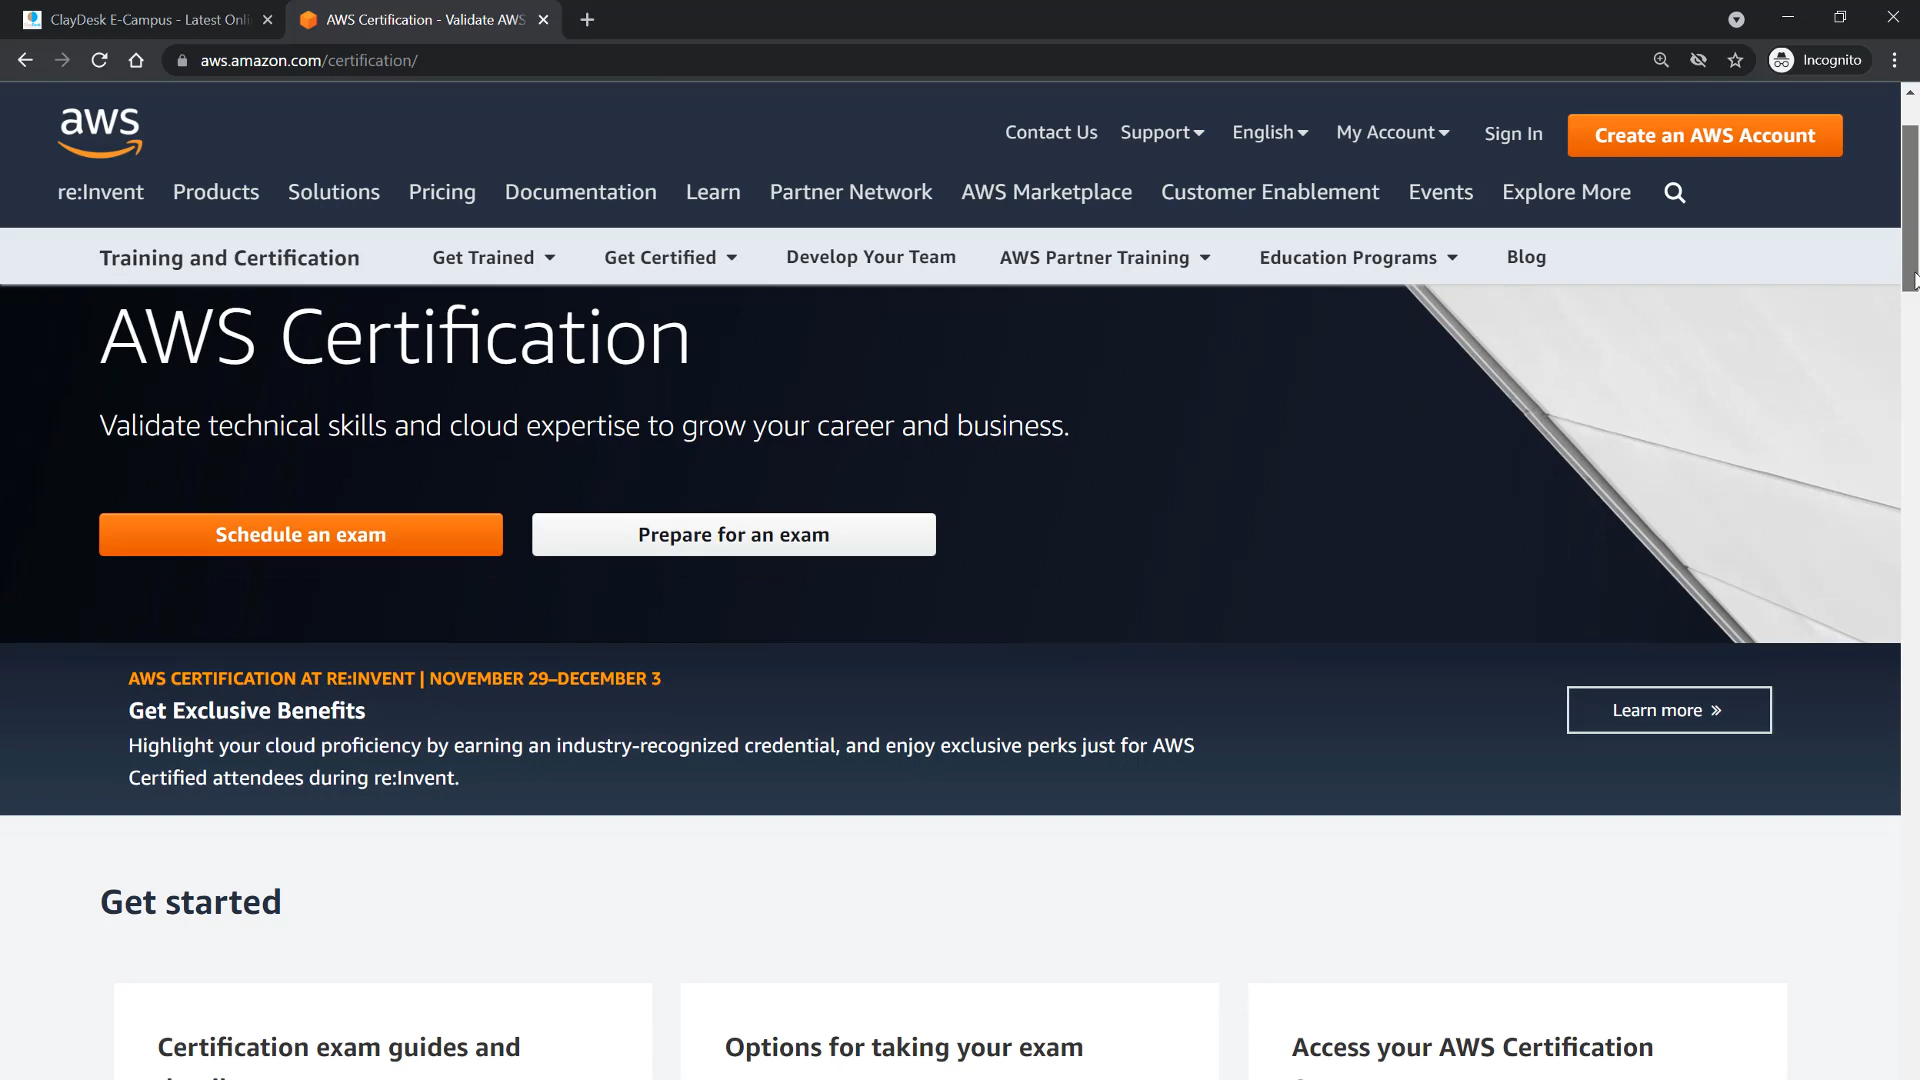 ClayDesk E-Campus - Latest Onli
AWS Certification - Validate AWS
aws.amazon.com/certification/
Incognito
aws
Contact Us Support English My Account Sign In Create an AWS Account
re:Invent Products Solutions Pricing Documentation Learn Partner Network AWS Marketplace Customer Enablement Events Explore More
Training and Certification Get Trained Get Certified Develop Your Team AWS Partner Training Education Programs Blog
AWS Certification
Validate technical skills and cloud expertise to grow your career and business.
Schedule an exam Prepare for an exam
AWS CERTIFICATION AT RE:INVENT | NOVEMBER 29–DECEMBER 3
Get Exclusive Benefits
Highlight your cloud proficiency by earning an industry-recognized credential, and enjoy exclusive perks just for AWS
Certified attendees during re:Invent.
Learn more »
Get started
Certification exam guides and
Options for taking your exam
Access your AWS Certification